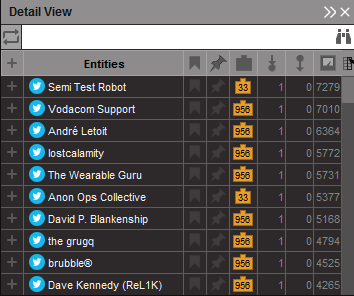 Detail View
Entities
Semi Test Robot 33 1 0 7279
Vodacom Support 956 1 0 7010
André Letoit 956 1 0 6364
lostcalamity 956 1 0 5772
The Wearable Guru 956 1 0 5731
Anon Ops Collective 33 1 0 5377
David P. Blankenship 956 1 0 5168
the grugq 956 1 0 4794
brubble® 956 1 0 4525
Dave Kennedy (ReL1K) 956 1 0 4265